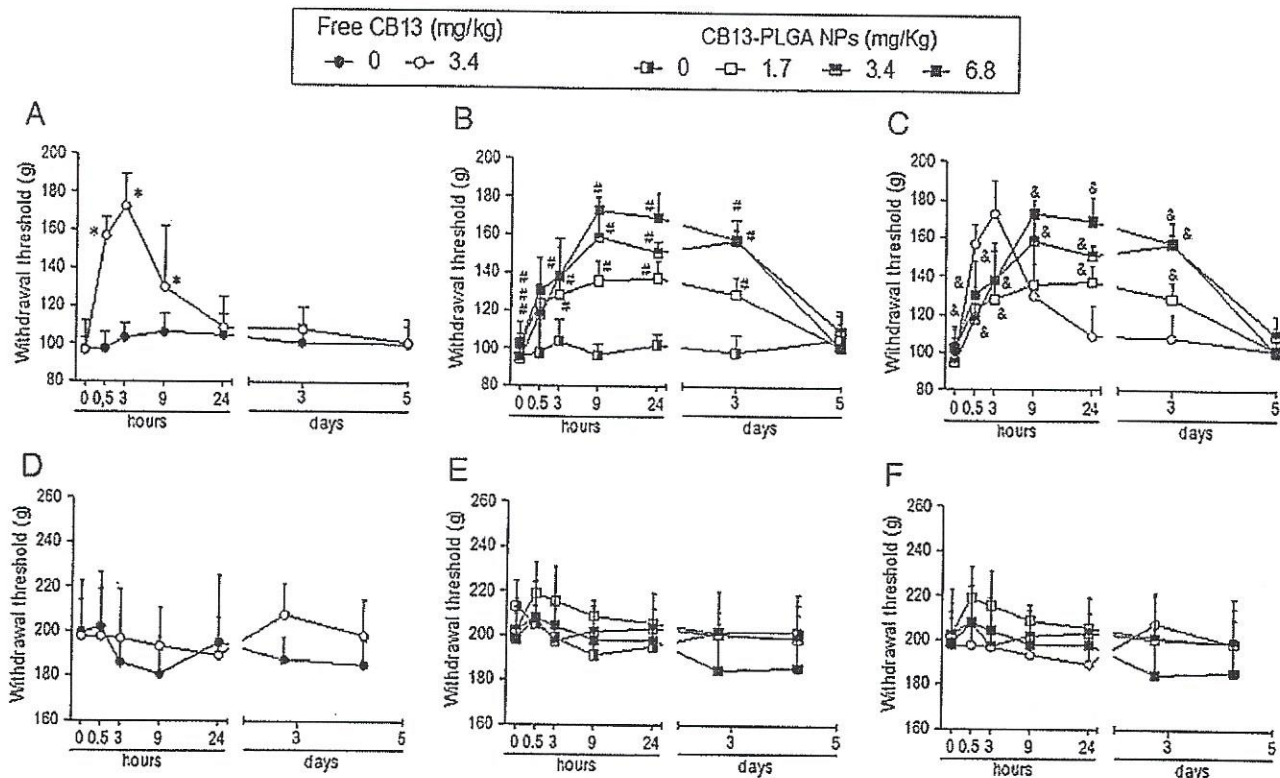 Free CB13 (mg/kg)
0 3.4
CB13-PLGA NPs (mg/Kg)
0 1.7 3.4 6.8
A
Withdrawal threshold (g)
200
180
160
140
120
100
80
* * *
0 0,5 3 9 24 3 5
hours days
B
Withdrawal threshold (g)
200
180
160
140
120
100
80
# # # # # # # # # # # # # # #
0 0.5 3 9 24 3 5
hours days
C
Withdrawal threshold (g)
200
180
160
140
120
100
80
& & & & & & & & & & & & & & &
0 0.5 3 9 24 3 5
hours days
D
Withdrawal threshold (g)
260
240
220
200
180
160
0 0,5 3 9 24 3 5
hours days
E
Withdrawal threshold (g)
260
240
220
200
180
160
0 0.5 3 9 24 3 5
hours days
F
Withdrawal threshold (g)
260
240
220
200
180
160
0 0.5 3 9 24 3 5
hours days